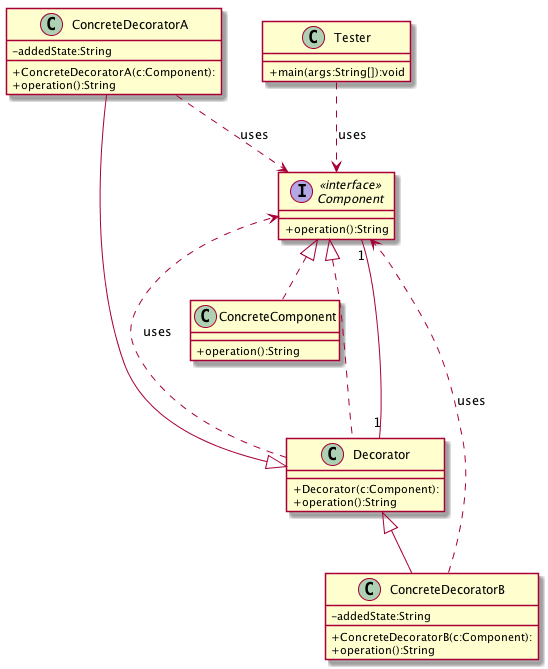 C ConcreteDecoratorA
−addedState:String
+ConcreteDecoratorA(c:Component):
+operation():String
C Tester
+main(args:String[]):void
uses
uses
I «interface»
Component
+operation():String
1
C ConcreteComponent
+operation():String
uses
uses
1
C Decorator
+Decorator(c:Component):
+operation():String
C ConcreteDecoratorB
−addedState:String
+ConcreteDecoratorB(c:Component):
+operation():String